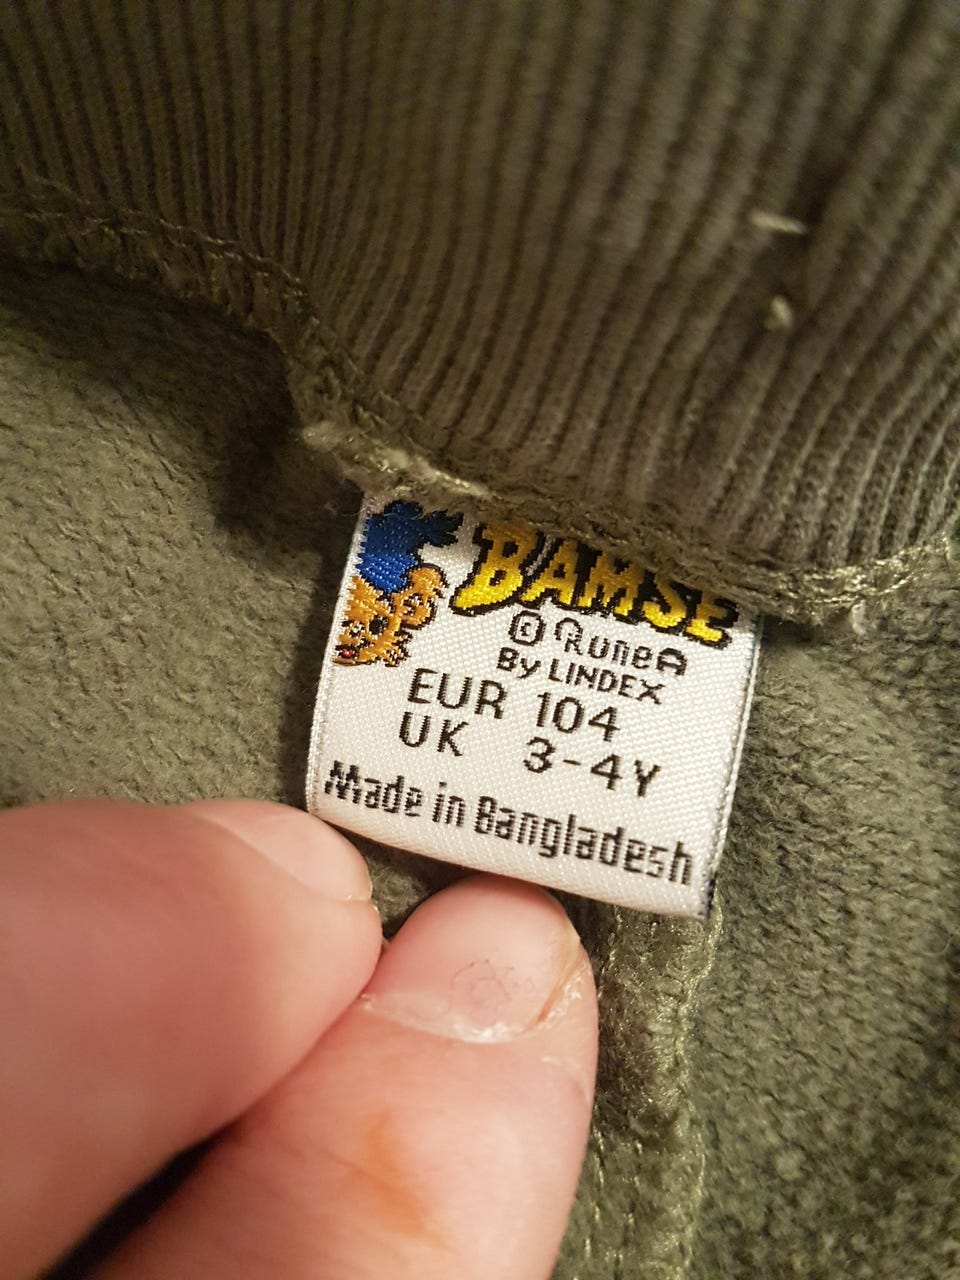 BAMSE
© RuneA
By LINDEX
EUR 104
UK 3-4Y
Made in Bangladesh